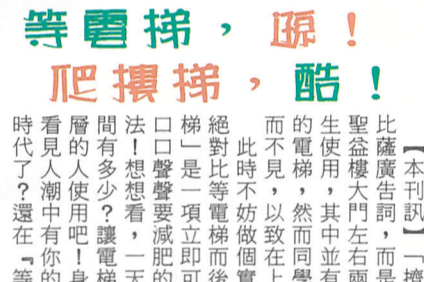 等電梯，遜！
爬樓梯，酷！
【本刊訊】「擠
比薩廣告詞，而是
聖益樓大門左右兩
生使用，其中並有
的電梯，然而同學
而不見，以致在上
此時不妨做個實
絕對比等電梯而後
梯」是一項立即可
口口聲聲要減肥的
法！想想看，一天
間有多少？讓電梯
層的人使用吧！身
看見人潮中有你的
時代了？還在『等